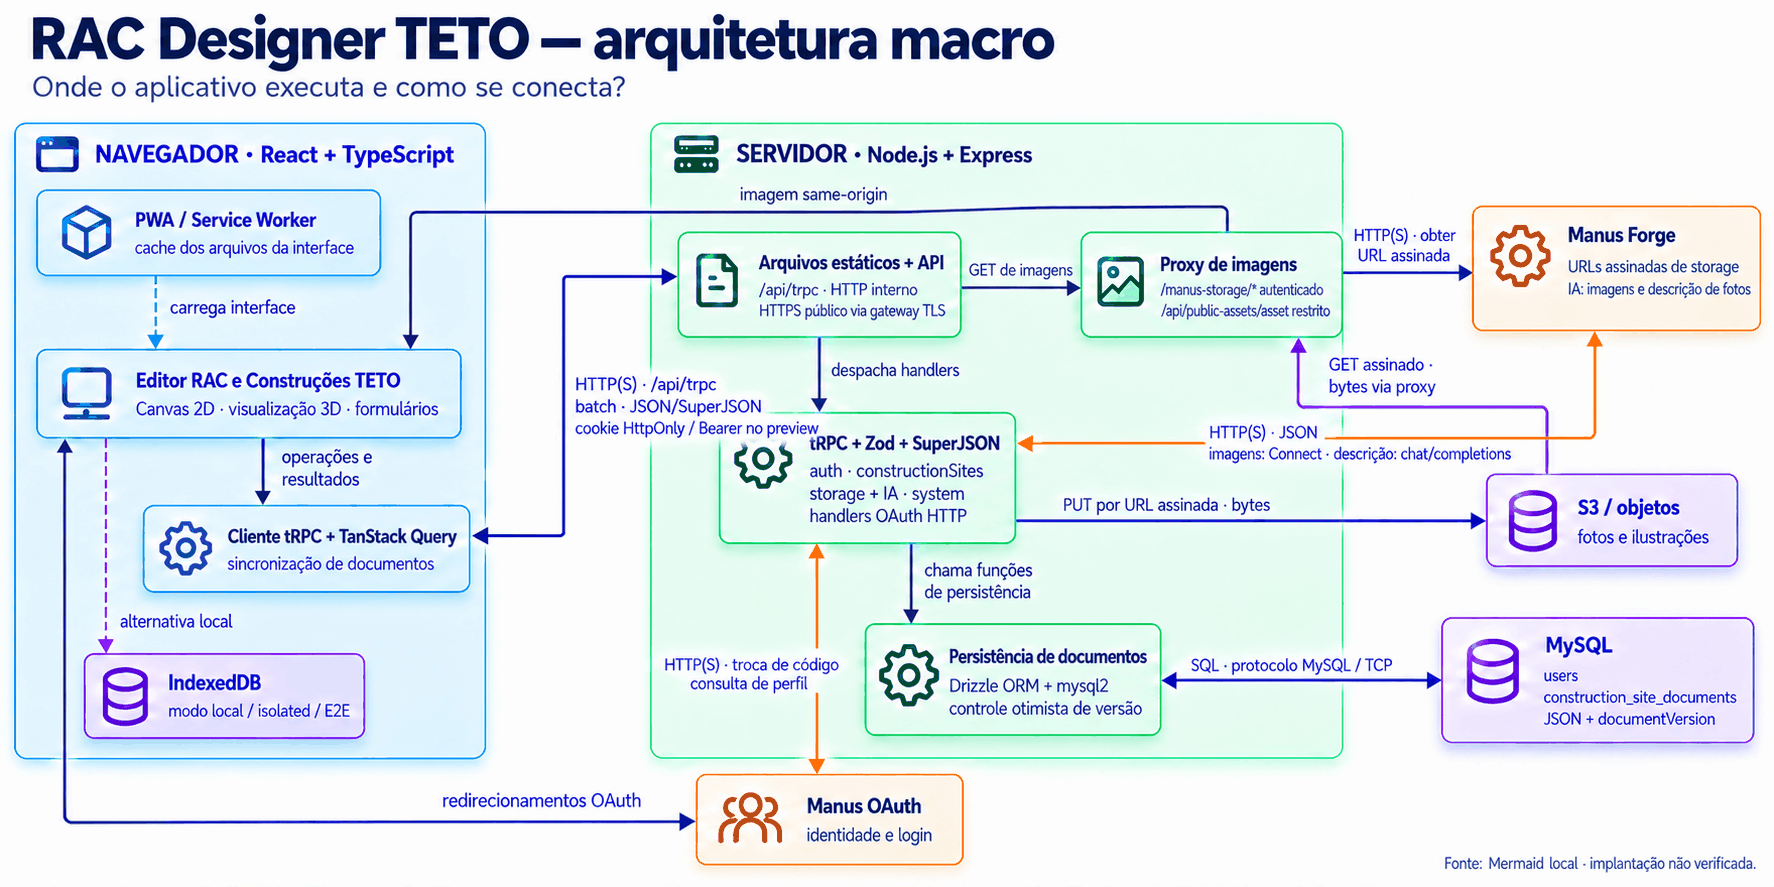 RAC Designer TETO — arquitetura macro
Onde o aplicativo executa e como se conecta?
NAVEGADOR · React + TypeScript
PWA / Service Worker
cache dos arquivos da interface
carrega interface
Editor RAC e Construções TETO
Canvas 2D · visualização 3D · formulários
operações e
resultados
Cliente tRPC + TanStack Query
sincronização de documentos
alternativa local
IndexedDB
modo local / isolated / E2E
HTTP(S) · /api/trpc
batch · JSON/SuperJSON
cookie HttpOnly / Bearer no preview
SERVIDOR · Node.js + Express
imagem same-origin
Arquivos estáticos + API
/api/trpc · HTTP interno
HTTPS público via gateway TLS
GET de imagens
Proxy de imagens
/manus-storage/* autenticado
/api/public-assets/asset restrito
despacha handlers
tRPC + Zod + SuperJSON
auth · constructionSites
storage + IA · system
handlers OAuth HTTP
chama funções
de persistência
Persistência de documentos
Drizzle ORM + mysql2
controle otimista de versão
HTTP(S) · troca de código
consulta de perfil
HTTP(S) · obter
URL assinada
Manus Forge
URLs assinadas de storage
IA: imagens e descrição de fotos
GET assinado ·
bytes via proxy
HTTP(S) · JSON
imagens: Connect · descrição: chat/completions
PUT por URL assinada · bytes
S3 / objetos
fotos e ilustrações
SQL · protocolo MySQL / TCP
MySQL
users
construction_site_documents
JSON + documentVersion
redirecionamentos OAuth
Manus OAuth
identidade e login
Fonte: Mermaid local · implantação não verificada.